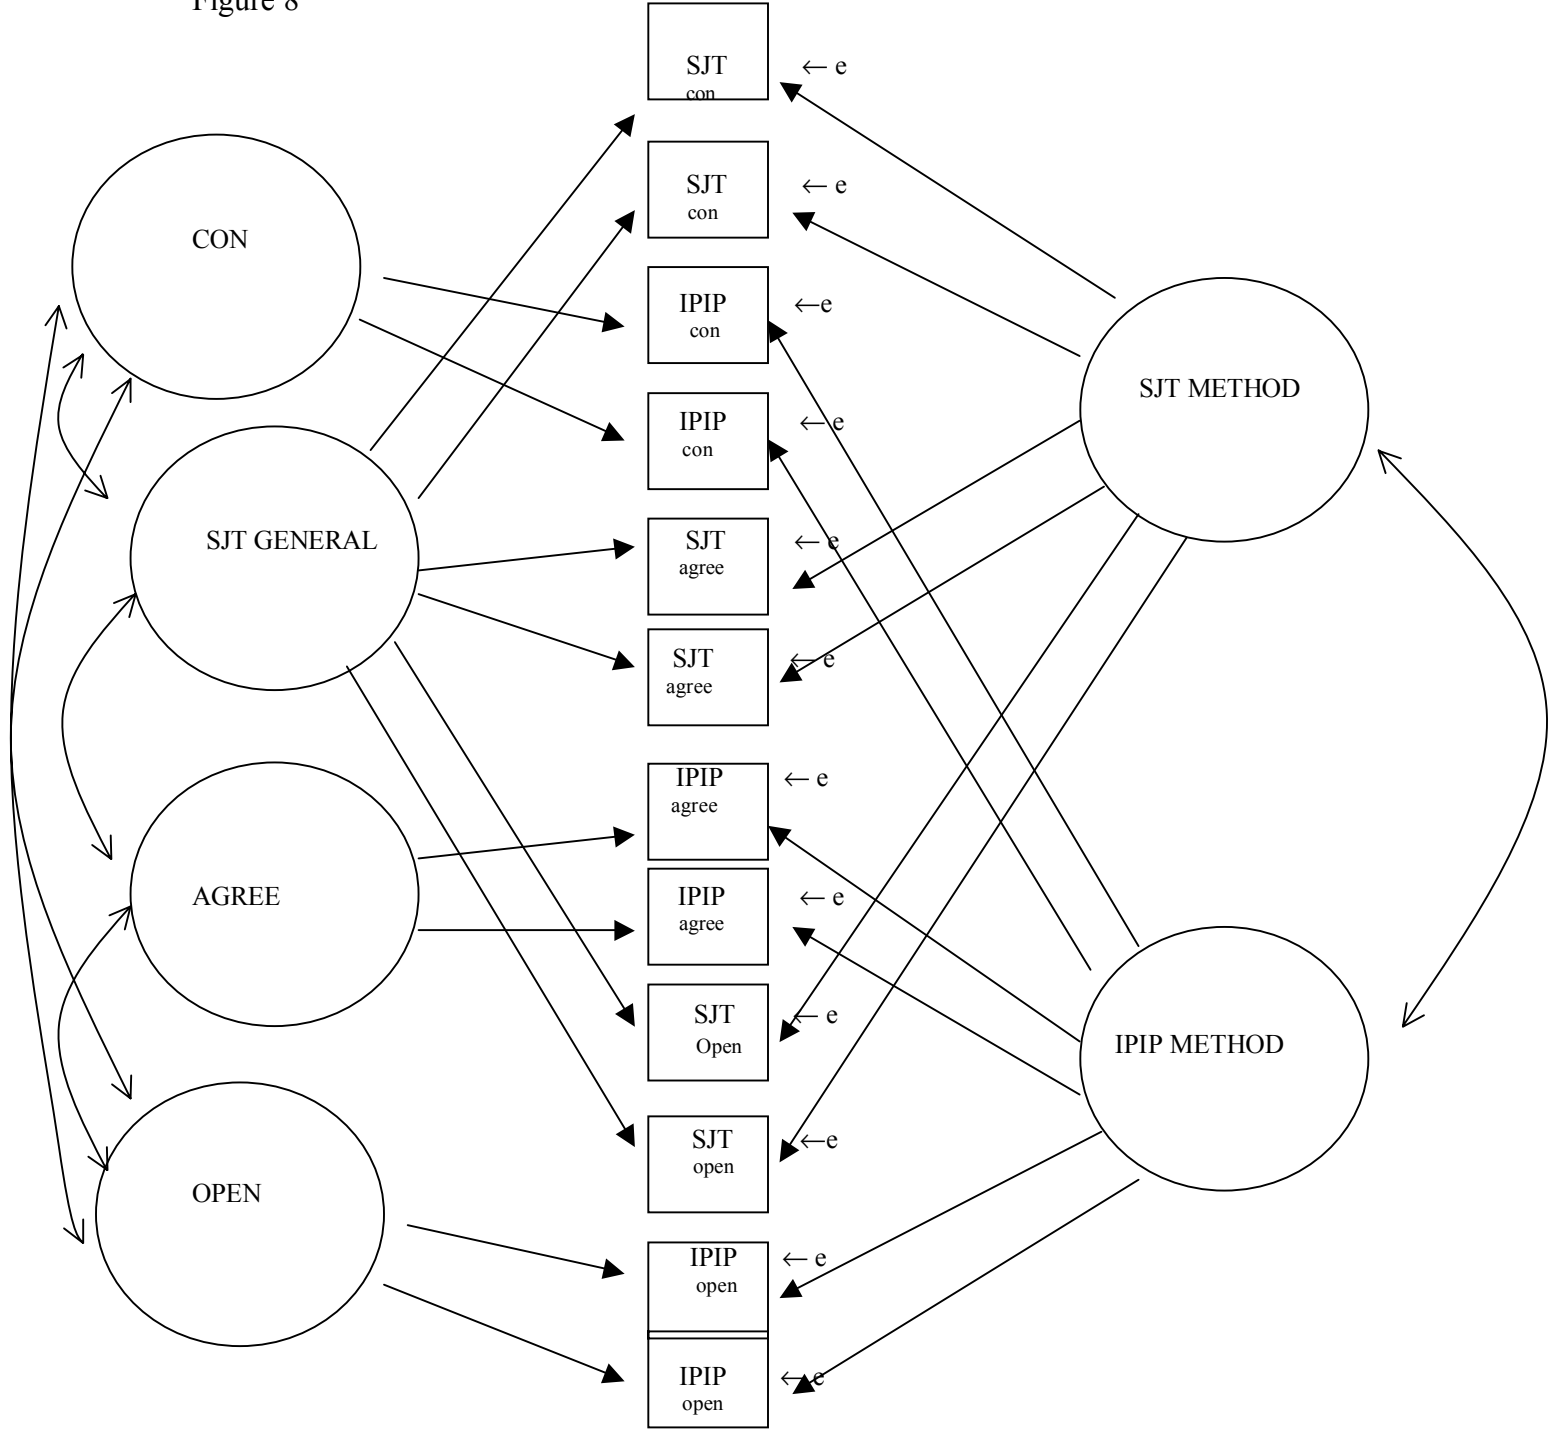 Figure 8
SJT
con
← e
SJT
con
← e
CON
IPIP
con
←e
SJT METHOD
IPIP
con
← e
SJT GENERAL
SJT
agree
← e
SJT
agree
← e
IPIP
agree
← e
AGREE
IPIP
agree
← e
SJT
Open
← e
IPIP METHOD
SJT
open
←e
OPEN
IPIP
open
← e
IPIP
open
← e